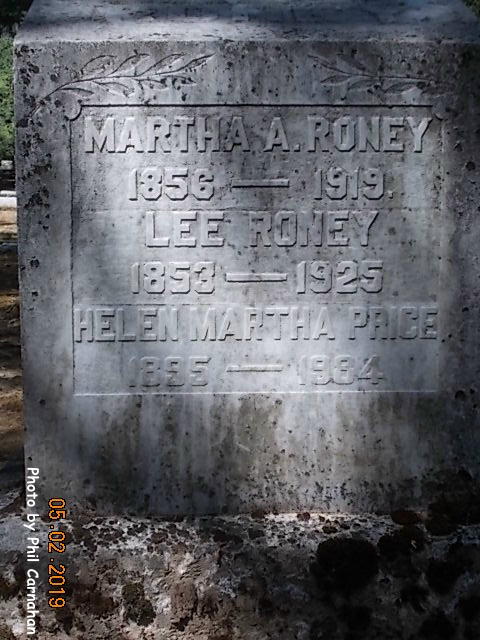 MARTHA A. RONEY
1856 — 1919.
LEE RONEY
1853 — 1925
HELEN MARTHA PRICE
1895 — 1984
Photo by Phil Carnahan
05.02.2019